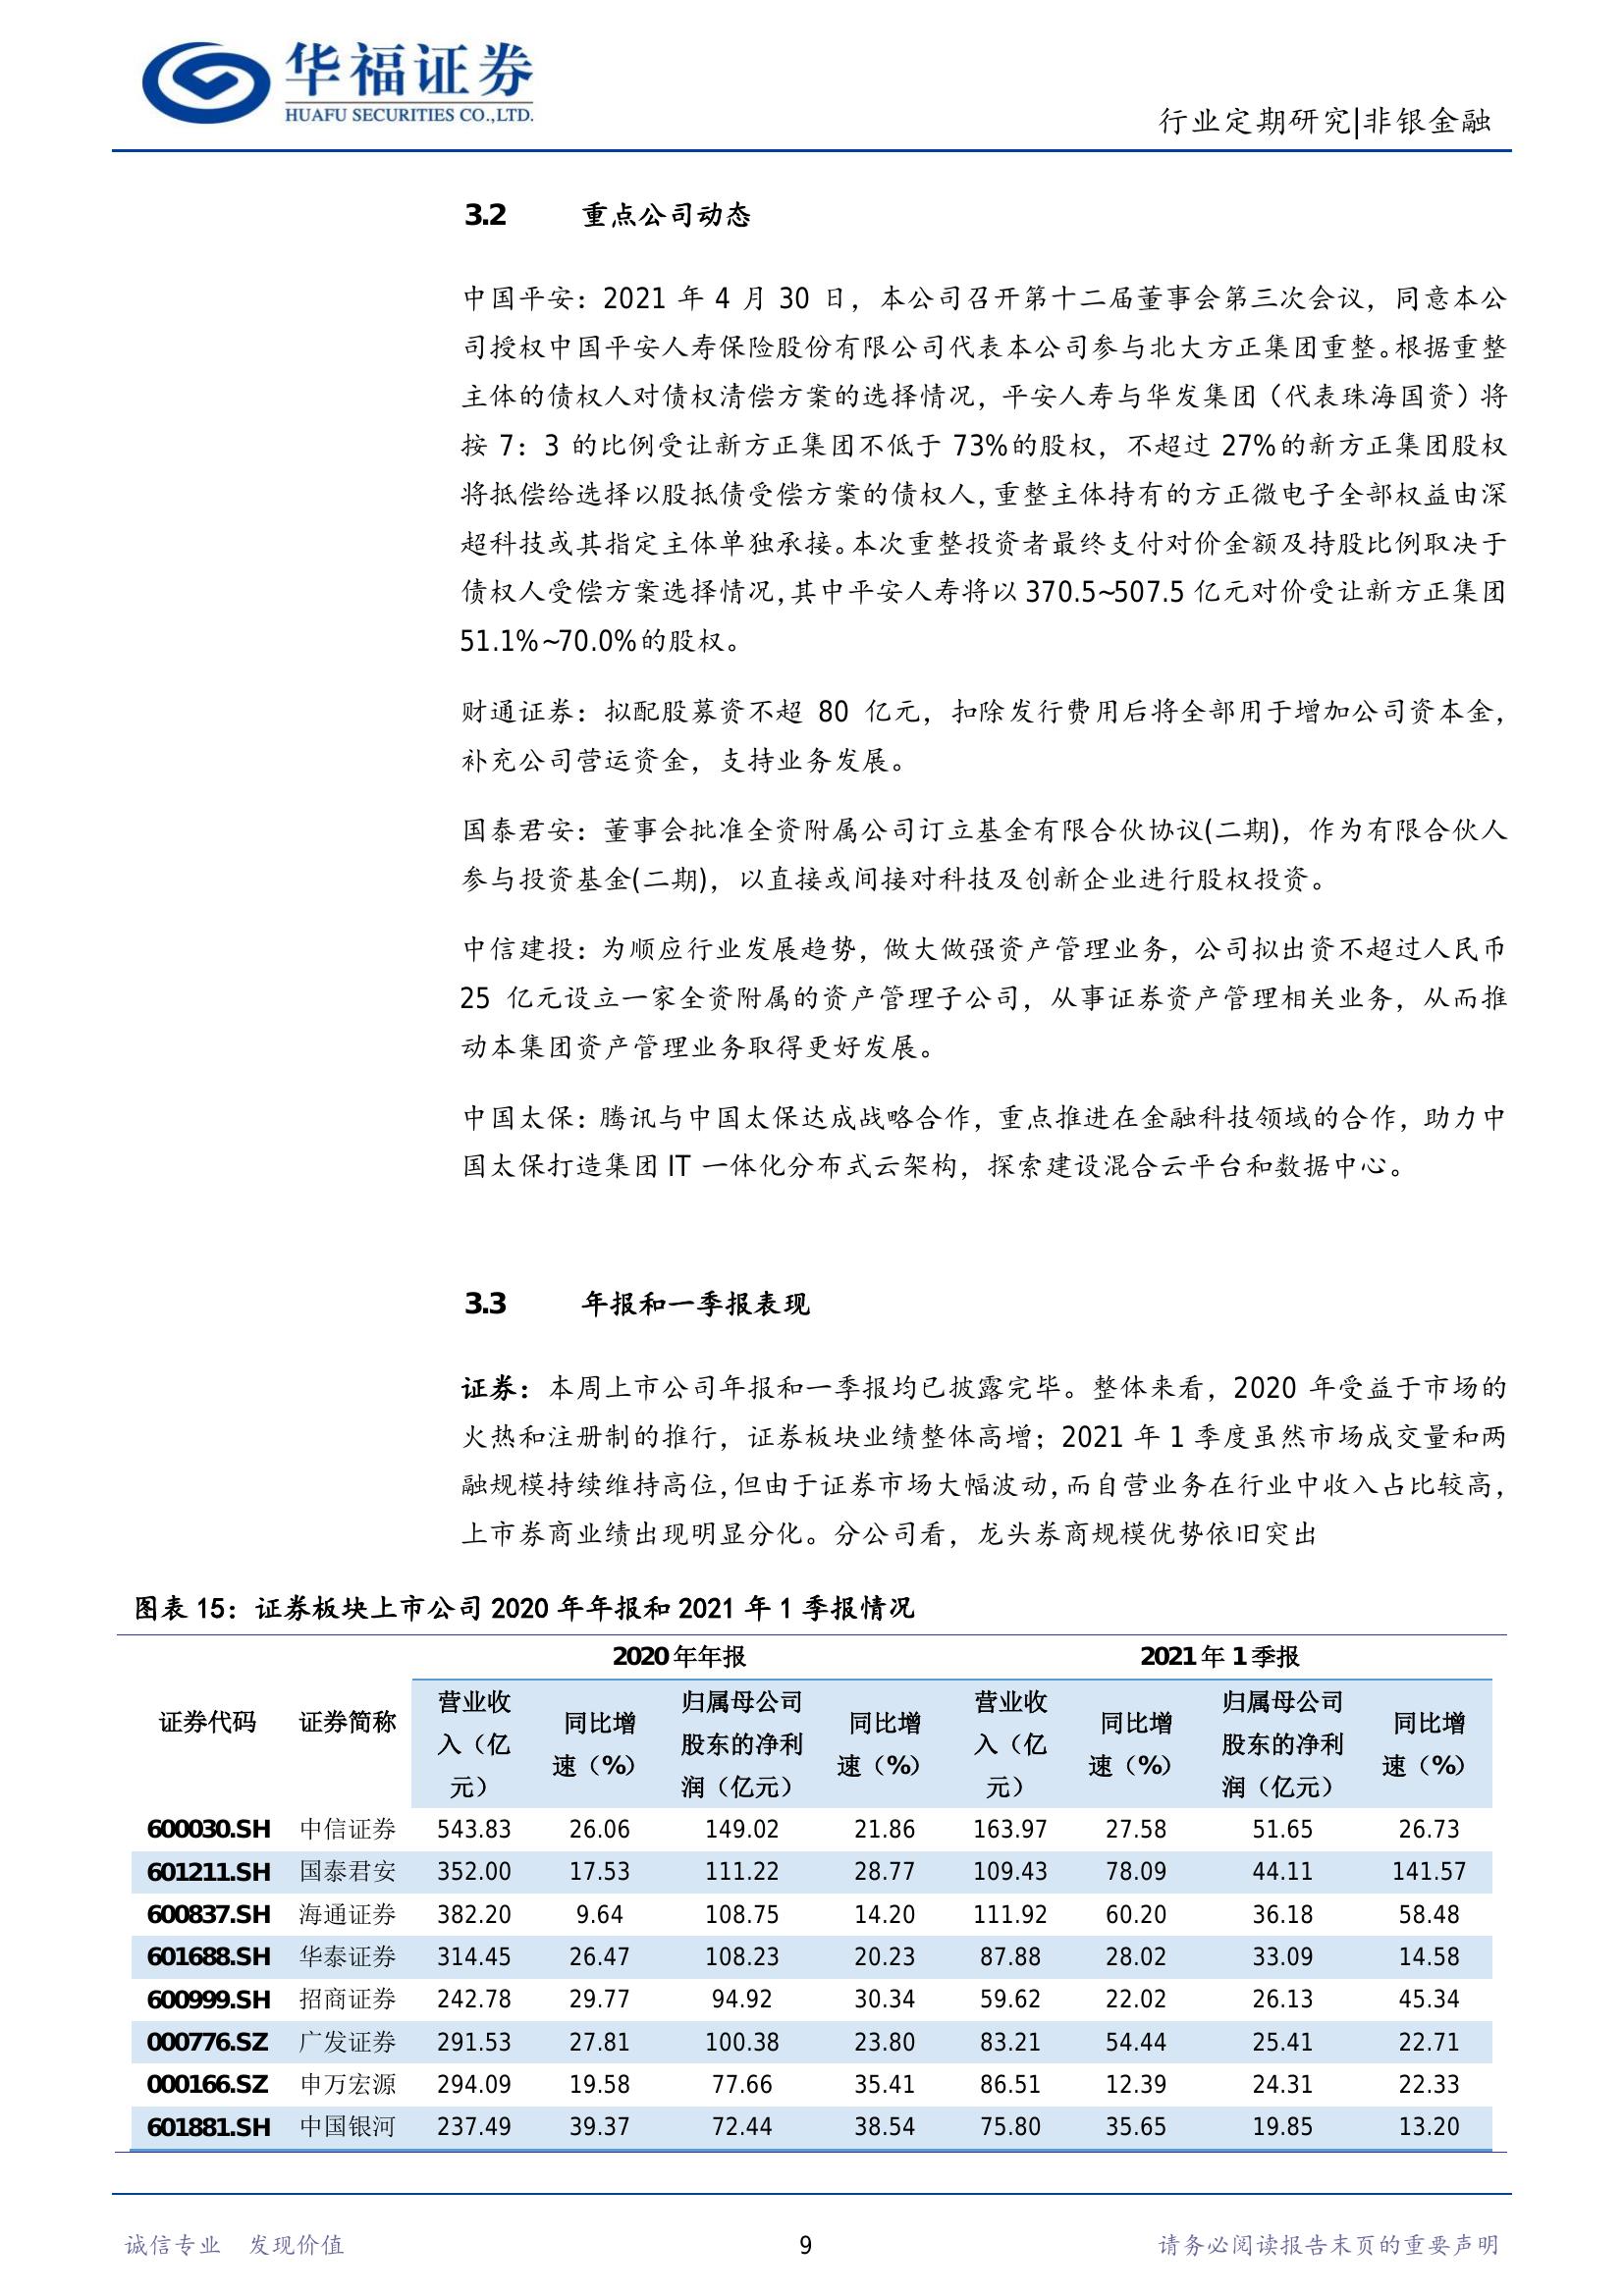 华福证券
HUAFU SECURITIES CO.,LTD.
行业定期研究|非银金融
3.2 重点公司动态
中国平安：2021 年 4 月 30 日，本公司召开第十二届董事会第三次会议，同意本公
司授权中国平安人寿保险股份有限公司代表本公司参与北大方正集团重整。根据重整
主体的债权人对债权清偿方案的选择情况，平安人寿与华发集团（代表珠海国资）将
按 7：3 的比例受让新方正集团不低于 73%的股权，不超过 27%的新方正集团股权
将抵偿给选择以股抵债受偿方案的债权人，重整主体持有的方正微电子全部权益由深
超科技或其指定主体单独承接。本次重整投资者最终支付对价金额及持股比例取决于
债权人受偿方案选择情况，其中平安人寿将以 370.5~507.5 亿元对价受让新方正集团
51.1%~70.0%的股权。
财通证券：拟配股募资不超 80 亿元，扣除发行费用后将全部用于增加公司资本金，
补充公司营运资金，支持业务发展。
国泰君安：董事会批准全资附属公司订立基金有限合伙协议(二期)，作为有限合伙人
参与投资基金(二期)，以直接或间接对科技及创新企业进行股权投资。
中信建投：为顺应行业发展趋势，做大做强资产管理业务，公司拟出资不超过人民币
25 亿元设立一家全资附属的资产管理子公司，从事证券资产管理相关业务，从而推
动本集团资产管理业务取得更好发展。
中国太保：腾讯与中国太保达成战略合作，重点推进在金融科技领域的合作，助力中
国太保打造集团 IT 一体化分布式云架构，探索建设混合云平台和数据中心。
3.3 年报和一季报表现
证券：本周上市公司年报和一季报均已披露完毕。整体来看，2020 年受益于市场的
火热和注册制的推行，证券板块业绩整体高增；2021 年 1 季度虽然市场成交量和两
融规模持续维持高位，但由于证券市场大幅波动，而自营业务在行业中收入占比较高，
上市券商业绩出现明显分化。分公司看，龙头券商规模优势依旧突出
图表 15：证券板块上市公司 2020 年年报和 2021 年 1 季报情况
2020 年年报 2021 年 1 季报
证券代码 证券简称 营业收入（亿元） 同比增速（%） 归属母公司股东的净利润（亿元） 同比增速（%） 营业收入（亿元） 同比增速（%） 归属母公司股东的净利润（亿元） 同比增速（%）
600030.SH 中信证券 543.83 26.06 149.02 21.86 163.97 27.58 51.65 26.73
601211.SH 国泰君安 352.00 17.53 111.22 28.77 109.43 78.09 44.11 141.57
600837.SH 海通证券 382.20 9.64 108.75 14.20 111.92 60.20 36.18 58.48
601688.SH 华泰证券 314.45 26.47 108.23 20.23 87.88 28.02 33.09 14.58
600999.SH 招商证券 242.78 29.77 94.92 30.34 59.62 22.02 26.13 45.34
000776.SZ 广发证券 291.53 27.81 100.38 23.80 83.21 54.44 25.41 22.71
000166.SZ 申万宏源 294.09 19.58 77.66 35.41 86.51 12.39 24.31 22.33
601881.SH 中国银河 237.49 39.37 72.44 38.54 75.80 35.65 19.85 13.20
诚信专业 发现价值 9 请务必阅读报告末页的重要声明